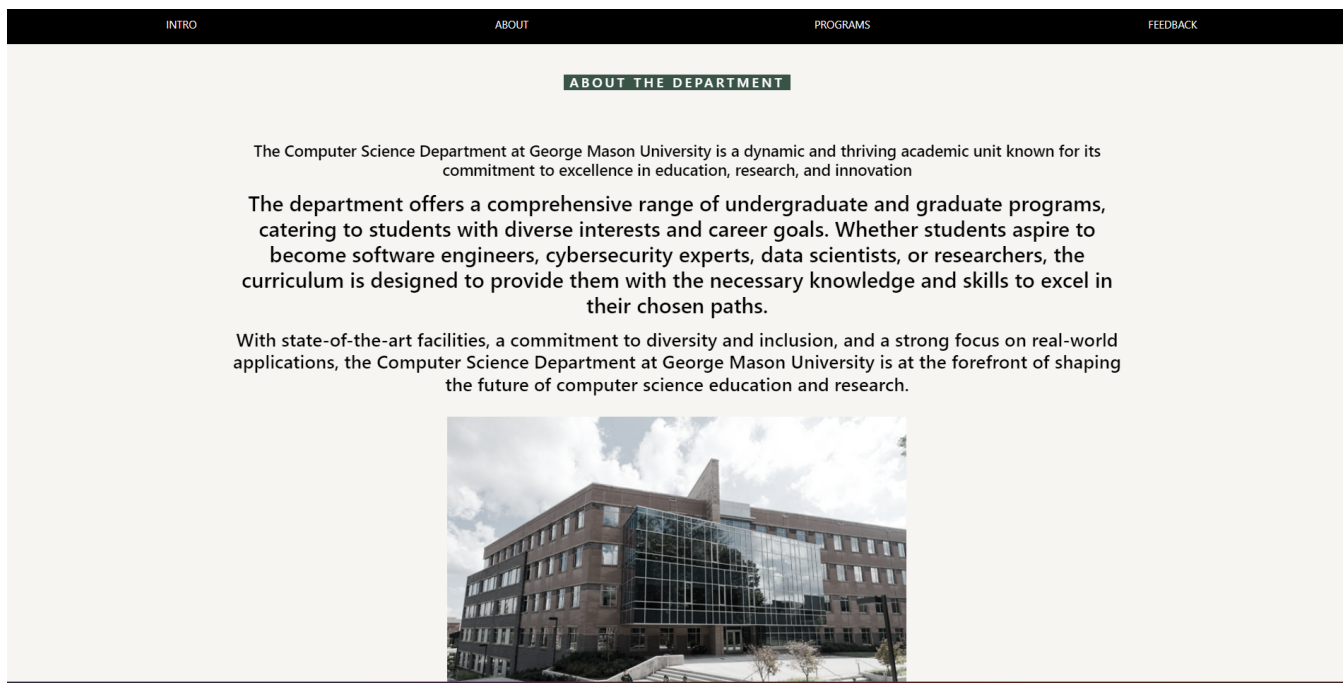 INTRO ABOUT PROGRAMS FEEDBACK
ABOUT THE DEPARTMENT
The Computer Science Department at George Mason University is a dynamic and thriving academic unit known for its
commitment to excellence in education, research, and innovation
The department offers a comprehensive range of undergraduate and graduate programs,
catering to students with diverse interests and career goals. Whether students aspire to
become software engineers, cybersecurity experts, data scientists, or researchers, the
curriculum is designed to provide them with the necessary knowledge and skills to excel in
their chosen paths.
With state-of-the-art facilities, a commitment to diversity and inclusion, and a strong focus on real-world
applications, the Computer Science Department at George Mason University is at the forefront of shaping
the future of computer science education and research.